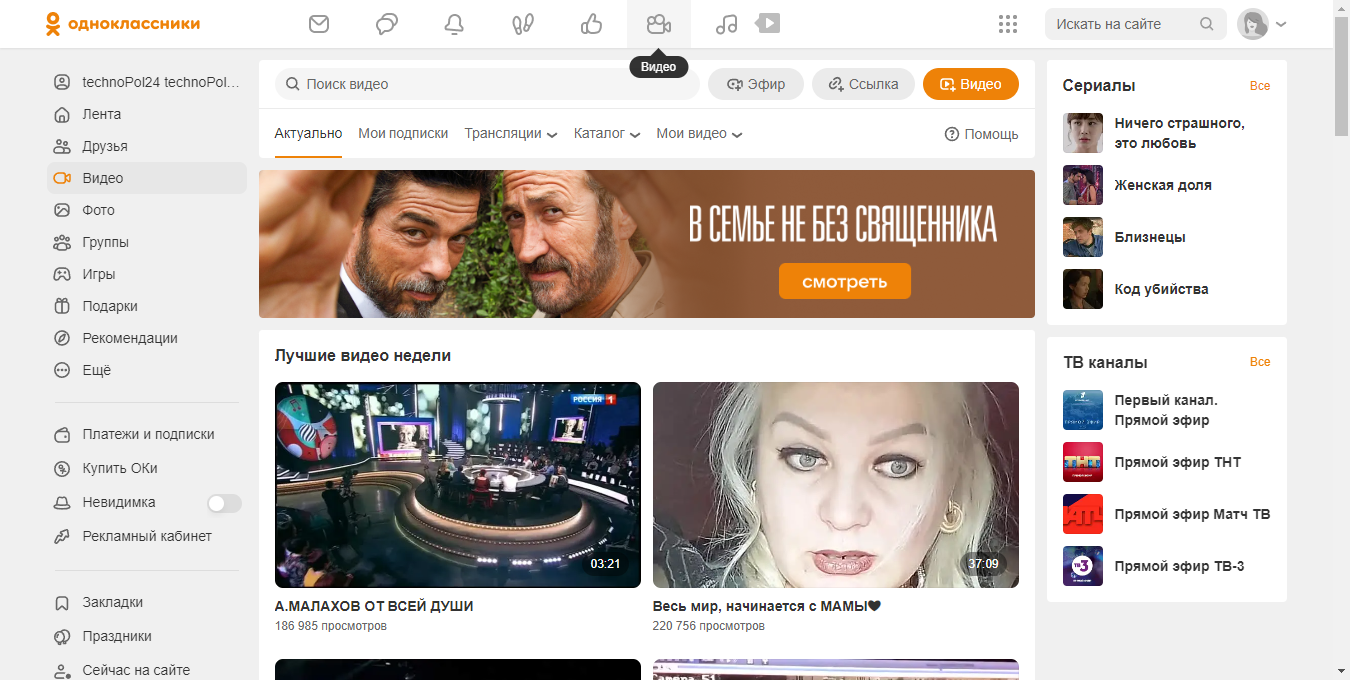 одноклассники
Искать на сайте
Видео
technoPol24 technoPol...
Лента
Друзья
Видео
Фото
Группы
Игры
Подарки
Рекомендации
Ещё
Платежи и подписки
Купить ОКи
Невидимка
Рекламный кабинет
Закладки
Праздники
Сейчас на сайте
Поиск видео
Эфир
Ссылка
Видео
Актуально
Мои подписки
Трансляции
Каталог
Мои видео
Помощь
В СЕМЬЕ НЕ БЕЗ СВЯЩЕННИКА
смотреть
Лучшие видео недели
РОССИЯ 1
03:21
А.МАЛАХОВ ОТ ВСЕЙ ДУШИ
186 985 просмотров
37:09
Весь мир, начинается с МАМЫ🖤
220 756 просмотров
Камера 51
Сериалы
Все
Ничего страшного,
это любовь
Женская доля
Близнецы
Код убийства
ТВ каналы
Все
Первый канал.
Прямой эфир
ТНТ
Прямой эфир ТНТ
Прямой эфир Матч ТВ
3
Прямой эфир ТВ-3